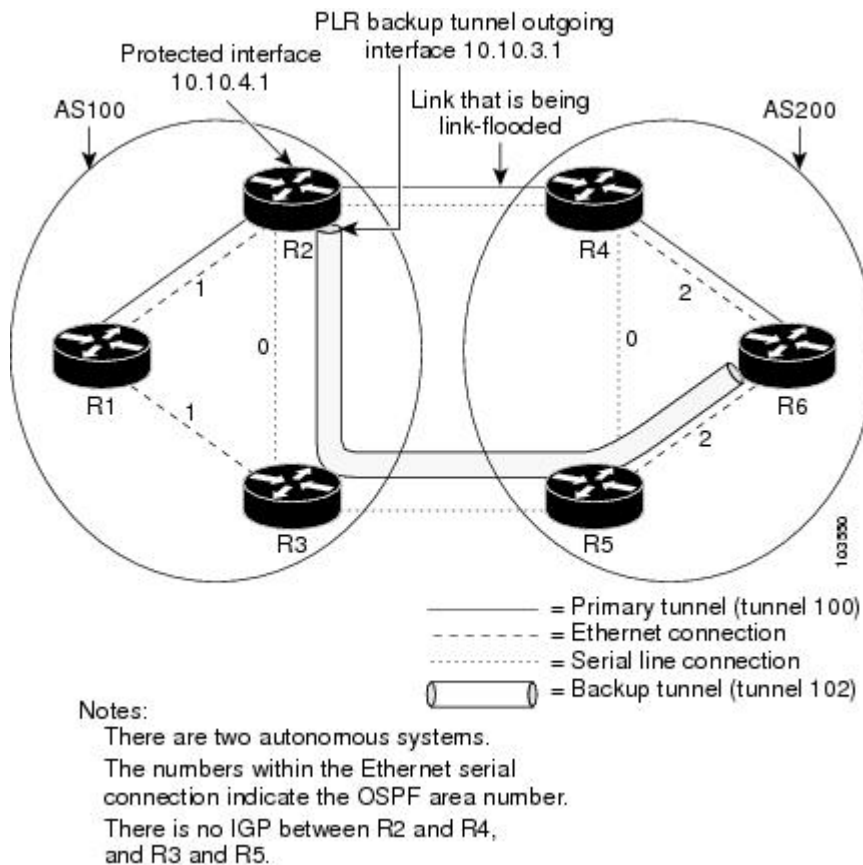 PLR backup tunnel outgoing
interface 10.10.3.1
Protected interface
10.10.4.1
Link that is being
link-flooded
AS100
AS200
R2
R4
1
2
0
0
R1
R6
1
2
R3
R5
103550
= Primary tunnel (tunnel 100)
= Ethernet connection
= Serial line connection
= Backup tunnel (tunnel 102)
Notes:
There are two autonomous systems.
The numbers within the Ethernet serial
connection indicate the OSPF area number.
There is no IGP between R2 and R4,
and R3 and R5.